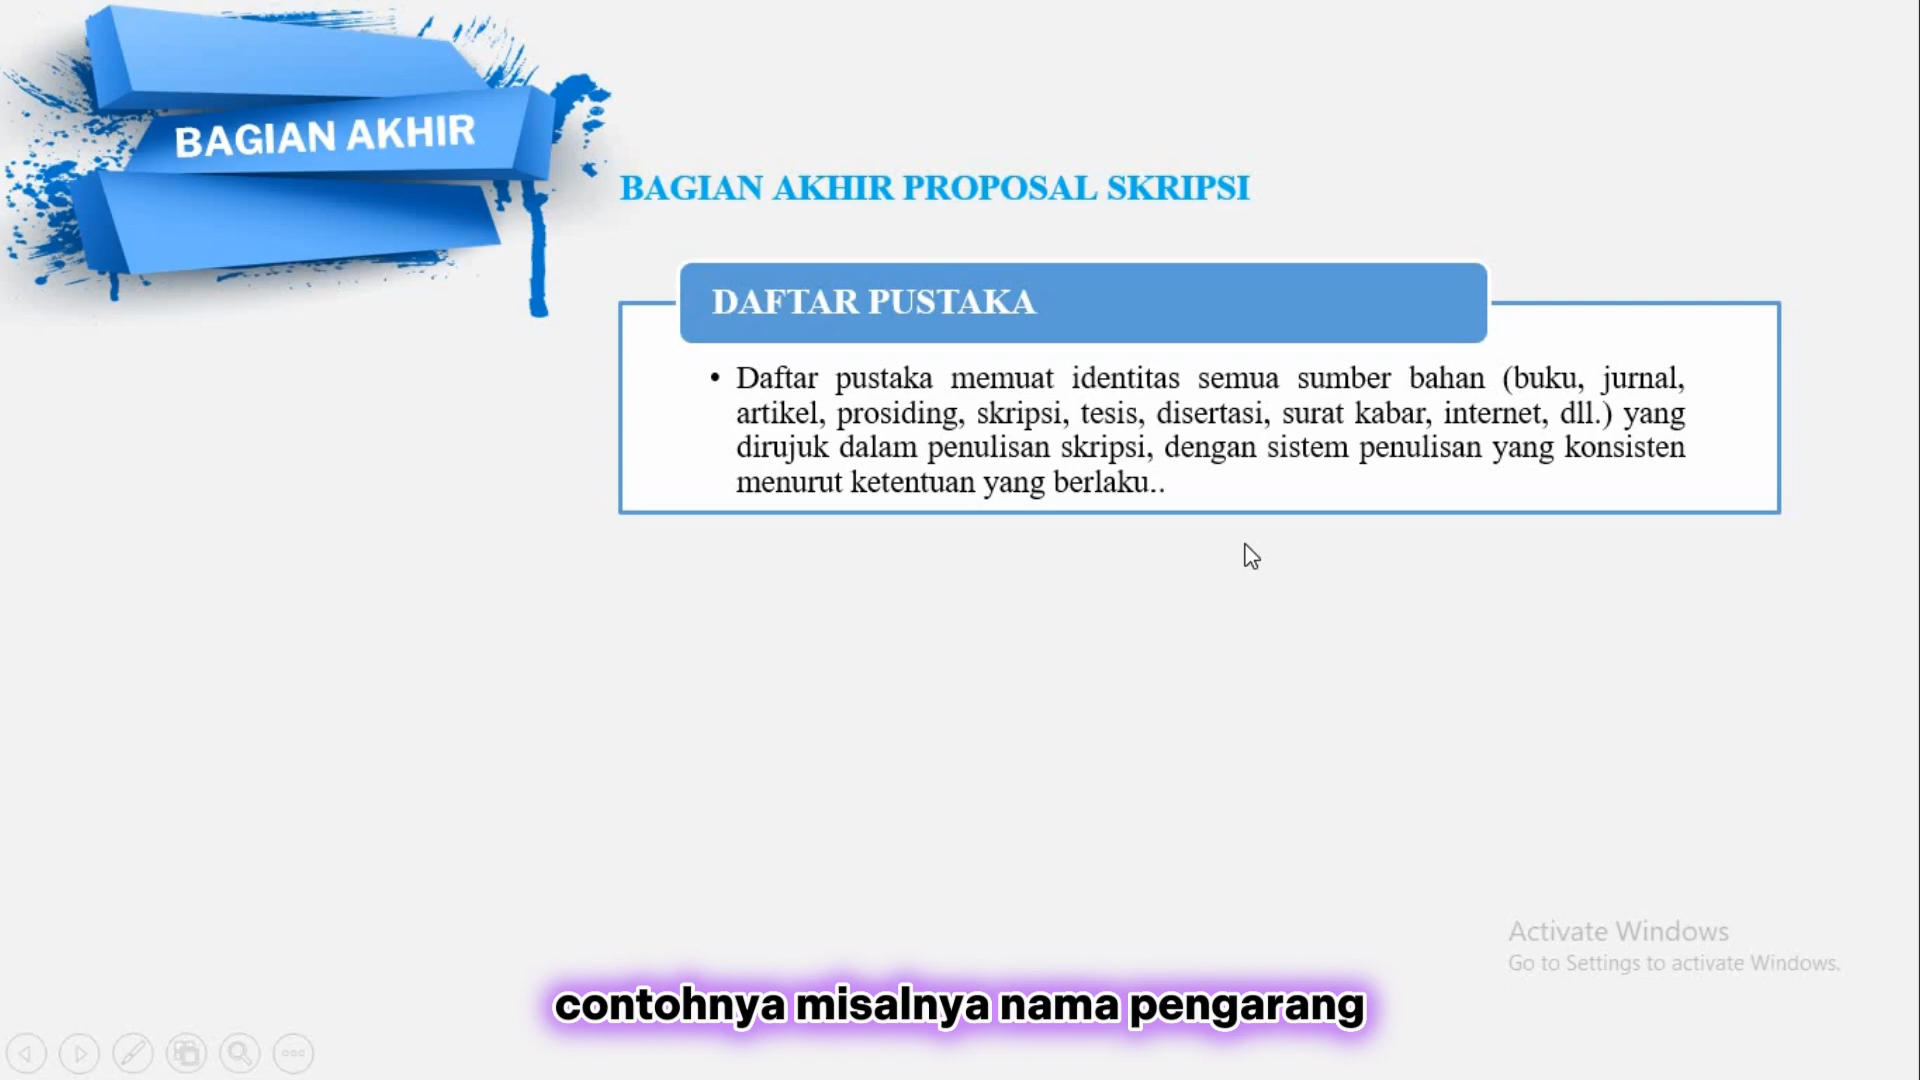 BAGIAN AKHIR
BAGIAN AKHIR PROPOSAL SKRIPSI
DAFTAR PUSTAKA
• Daftar pustaka memuat identitas semua sumber bahan (buku, jurnal,
artikel, prosiding, skripsi, tesis, disertasi, surat kabar, internet, dll.) yang
dirujuk dalam penulisan skripsi, dengan sistem penulisan yang konsisten
menurut ketentuan yang berlaku..
Activate Windows
Go to Settings to activate Windows.
contohnya misalnya nama pengarang